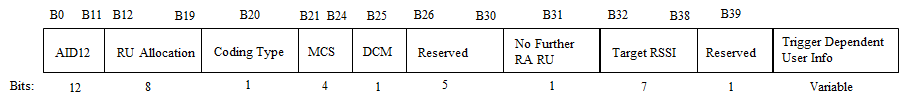 B0 B11 B12 B19 B20 B21 B24 B25 B26 B30 B31 B32 B38 B39
AID12 RU Allocation Coding Type MCS DCM Reserved No Further RA RU Target RSSI Reserved Trigger Dependent User Info
Bits: 12 8 1 4 1 5 1 7 1 Variable